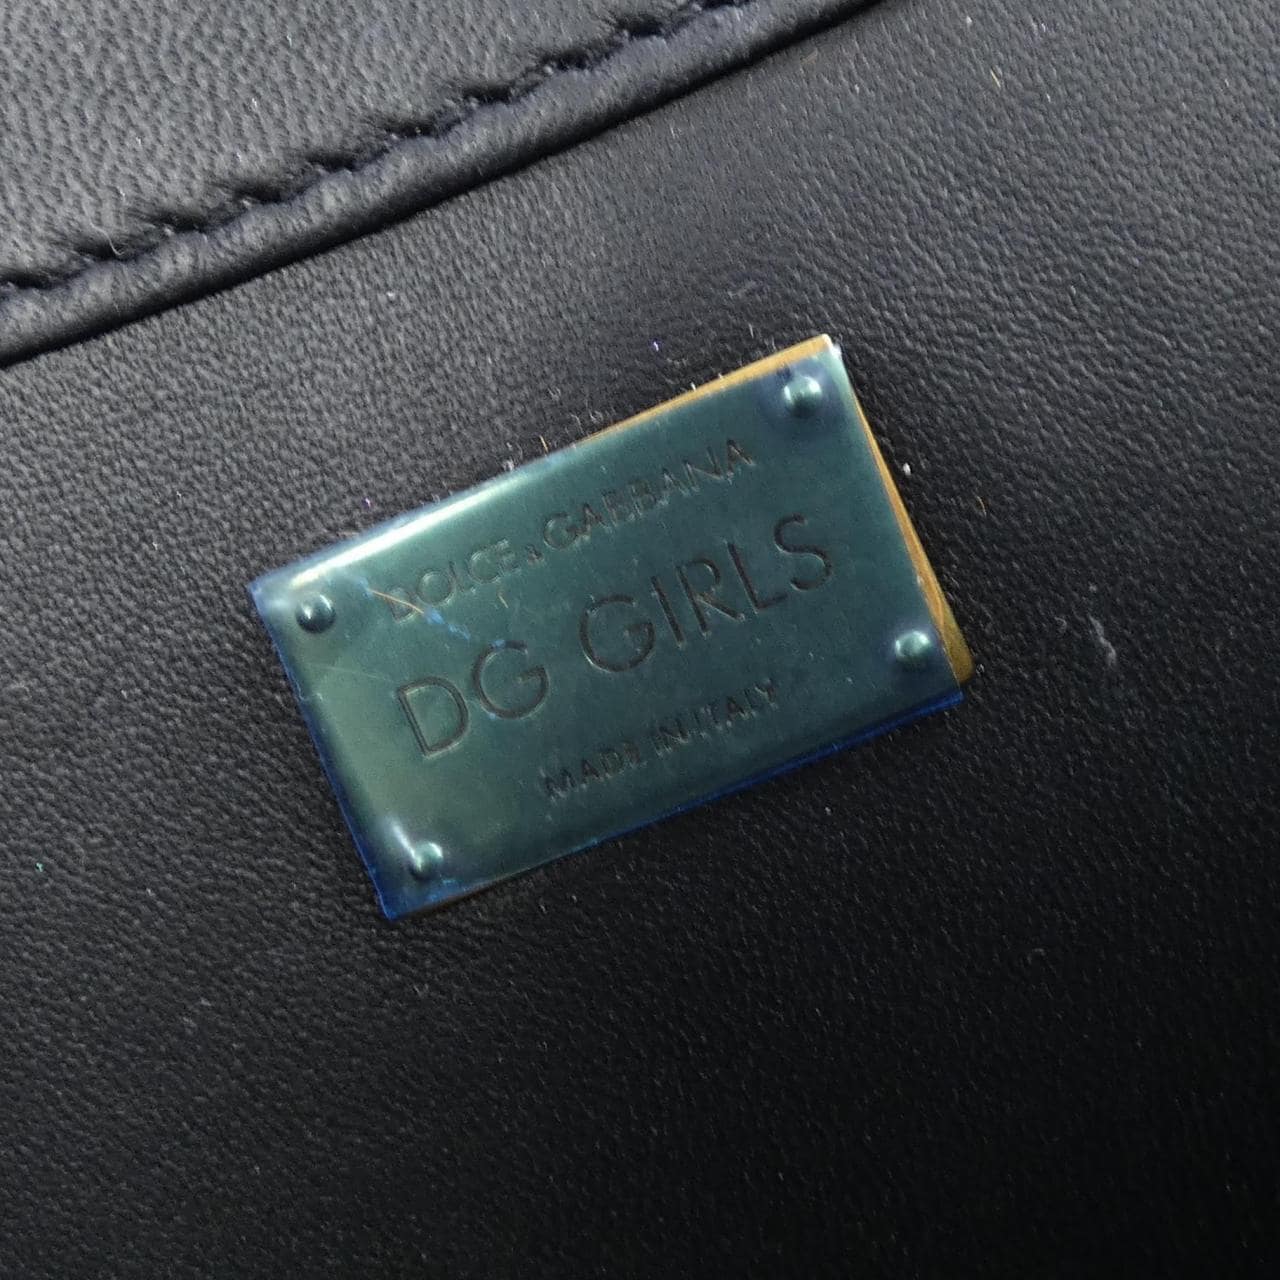 DOLCE & GABBANA
DG GIRLS
MADE IN ITALY